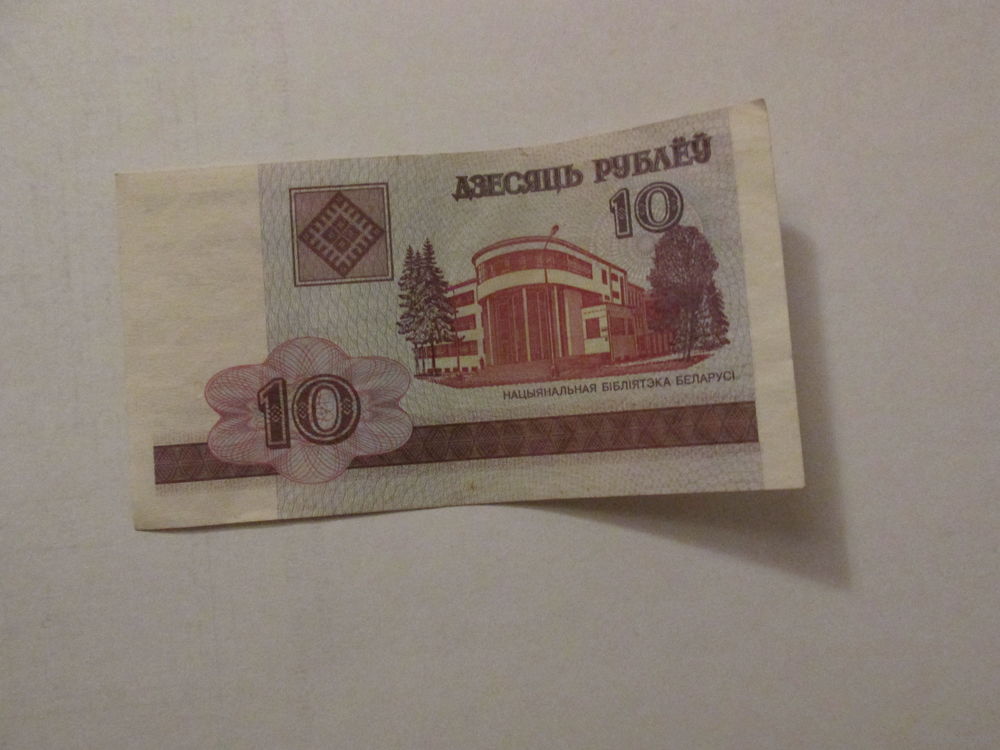 ДЗЕСЯЦЬ РУБЛЁЎ
10
НАЦЫЯНАЛЬНАЯ БІБЛІЯТЭКА БЕЛАРУСІ
10